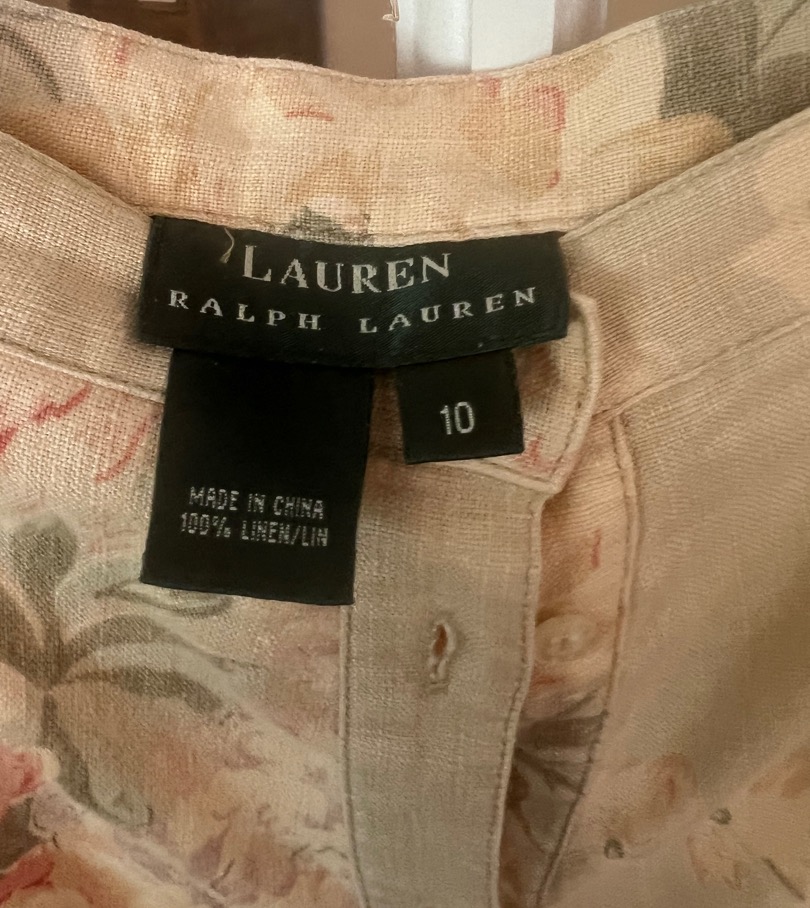 LAUREN
RALPH LAUREN
10
MADE IN CHINA
100% LINEN/LIN